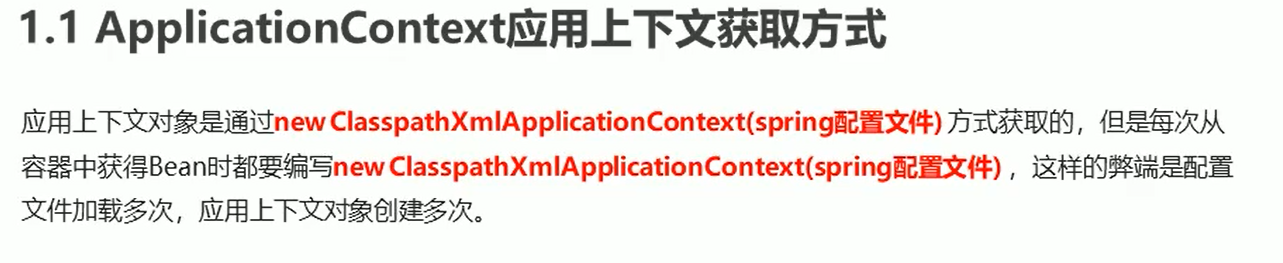 1.1 ApplicationContext应用上下文获取方式
应用上下文对象是通过new ClasspathXmlApplicationContext(spring配置文件) 方式获取的，但是每次从
容器中获得Bean时都要编写new ClasspathXmlApplicationContext(spring配置文件) ，这样的弊端是配置
文件加载多次，应用上下文对象创建多次。